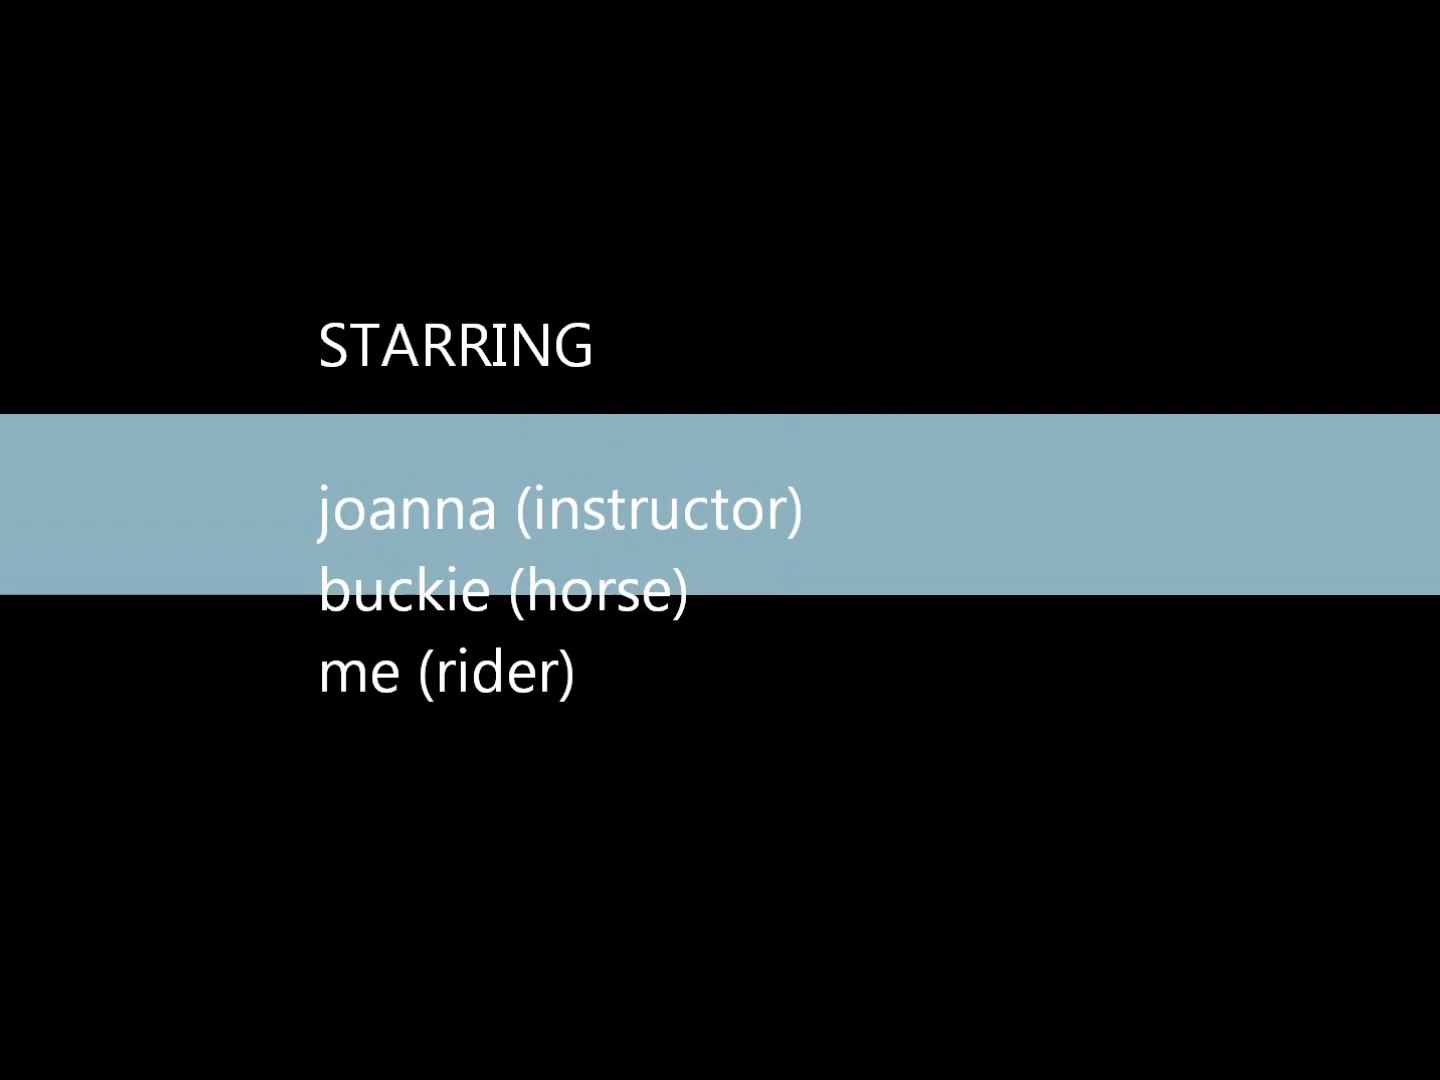 STARRING
joanna (instructor)
buckie (horse)
me (rider)